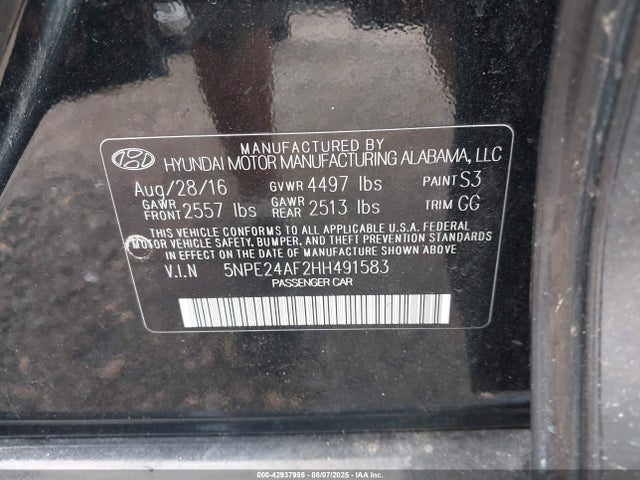 MANUFACTURED BY
HYUNDAI MOTOR MANUFACTURING ALABAMA, LLC
Aug/28/16 GVWR 4497 lbs PAINT S3
GAWR FRONT 2557 lbs GAWR REAR 2513 lbs TRIM GG
THIS VEHICLE CONFORMS TO ALL APPLICABLE U.S.A. FEDERAL
MOTOR VEHICLE SAFETY, BUMPER, AND THEFT PREVENTION
STANDARDS IN EFFECT ON THE DATE OF MANUFACTURE SHOWN ABOVE
V.I.N 5NPE24AF2HH491583
PASSENGER CAR
000-42937996 - 08/07/2025 - IAAI.COM